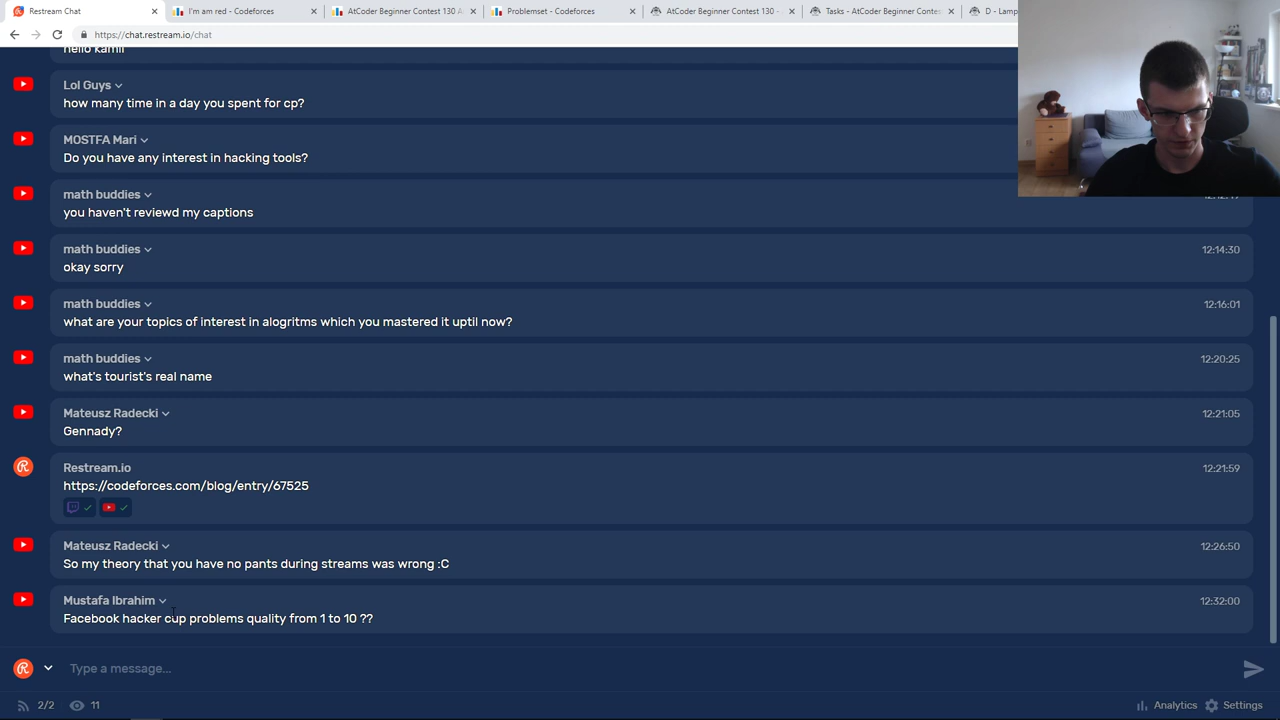 Restream Chat
I'm am red - Codeforces
AtCoder Beginner Contest 130 A
Problemset - Codeforces
AtCoder Beginner Contest 130 -
Tasks - AtCoder Beginner Contest
D - Lamp
https://chat.restream.io/chat
hello kamil
Lol Guys
how many time in a day you spent for cp?
MOSTFA Mari
Do you have any interest in hacking tools?
math buddies
you haven't reviewd my captions
math buddies
12:14:30
okay sorry
math buddies
12:16:01
what are your topics of interest in alogritms which you mastered it uptil now?
math buddies
12:20:25
what's tourist's real name
Mateusz Radecki
12:21:05
Gennady?
Restream.io
12:21:59
https://codeforces.com/blog/entry/67525
Mateusz Radecki
12:26:50
So my theory that you have no pants during streams was wrong :C
Mustafa Ibrahim
12:32:00
Facebook hacker cup problems quality from 1 to 10 ??
Type a message...
2/2
11
Analytics
Settings